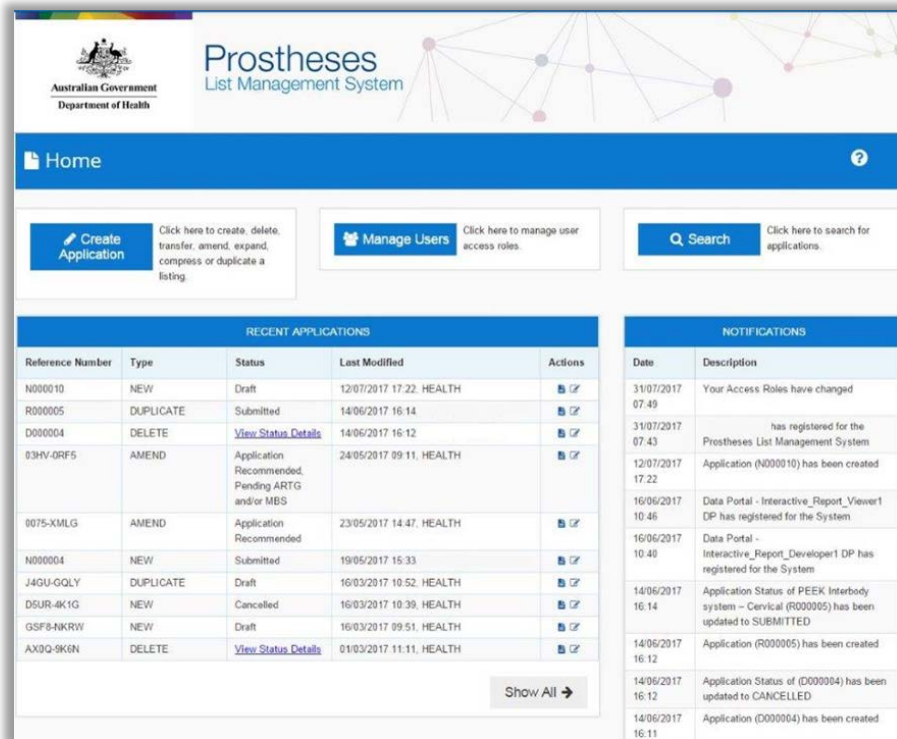 Australian Government
Department of Health
Prostheses
List Management System
Home
?
Create
Application
Click here to create, delete,
transfer, amend, expand,
compress or duplicate a
listing.
Manage Users
Click here to manage user
access roles.
Search
Click here to search for
applications.
RECENT APPLICATIONS
Reference Number Type Status Last Modified Actions
N000010 NEW Draft 12/07/2017 17:22, HEALTH
R000005 DUPLICATE Submitted 14/06/2017 16:14
D000004 DELETE View Status Details 14/06/2017 16:12
03HV-0RF5 AMEND Application 24/05/2017 09:11, HEALTH
Recommended,
Pending ARTG
and/or MBS
0075-XMLG AMEND Application 23/05/2017 14:47, HEALTH
Recommended
N000004 NEW Submitted 19/05/2017 15:33
J4GU-GQLY DUPLICATE Draft 16/03/2017 10:52, HEALTH
D5UR-4K1G NEW Cancelled 16/03/2017 10:39, HEALTH
GSF8-NKRW NEW Draft 16/03/2017 09:51, HEALTH
AX0Q-9K6N DELETE View Status Details 01/03/2017 11:11, HEALTH
Show All →
NOTIFICATIONS
Date Description
31/07/2017 Your Access Roles have changed
07:49
31/07/2017 has registered for the
07:43 Prostheses List Management System
12/07/2017 Application (N000010) has been created
17:22
16/06/2017 Data Portal - Interactive_Report_Viewer1
10:46 DP has registered for the System
16/06/2017 Data Portal -
10:40 Interactive_Report_Developer1 DP has
registered for the System
14/06/2017 Application Status of PEEK Interbody
16:14 system – Cervical (R000005) has been
updated to SUBMITTED
14/06/2017 Application (R000005) has been created
16:12
14/06/2017 Application Status of (D000004) has been
16:12 updated to CANCELLED
14/06/2017 Application (D000004) has been created
16:11